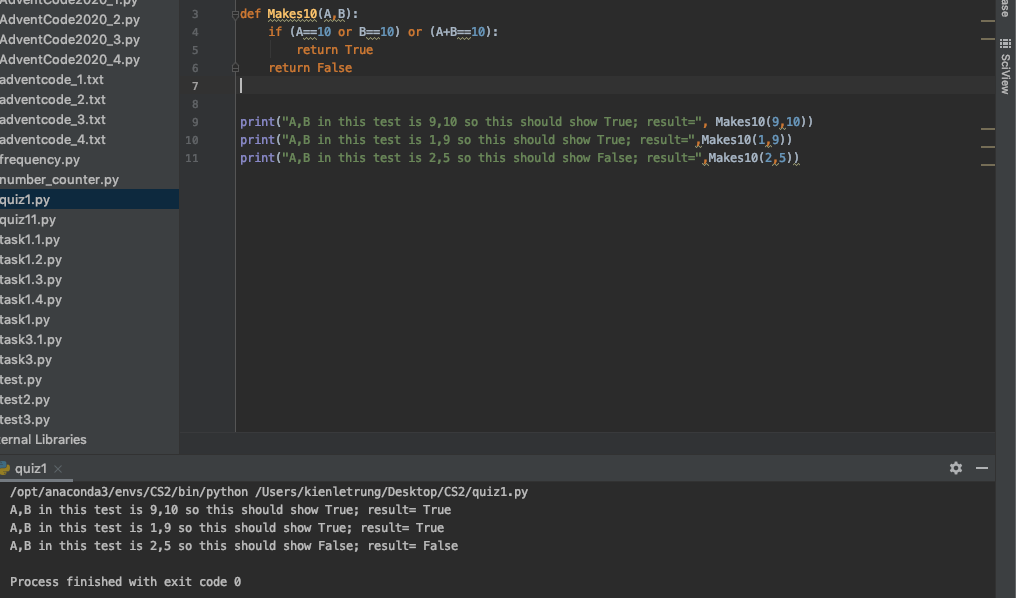 AdventCode2020_1.py
AdventCode2020_2.py
AdventCode2020_3.py
AdventCode2020_4.py
adventcode_1.txt
adventcode_2.txt
adventcode_3.txt
adventcode_4.txt
frequency.py
number_counter.py
quiz1.py
quiz11.py
task1.1.py
task1.2.py
task1.3.py
task1.4.py
task1.py
task3.1.py
task3.py
test.py
test2.py
test3.py
ernal Libraries
3 def Makes10(A,B):
4     if (A==10 or B==10) or (A+B==10):
5         return True
6     return False
7
8
9 print("A,B in this test is 9,10 so this should show True; result=", Makes10(9,10))
10 print("A,B in this test is 1,9 so this should show True; result=",Makes10(1,9))
11 print("A,B in this test is 2,5 so this should show False; result=",Makes10(2,5))
ase
SciView
quiz1
/opt/anaconda3/envs/CS2/bin/python /Users/kienletrung/Desktop/CS2/quiz1.py
A,B in this test is 9,10 so this should show True; result= True
A,B in this test is 1,9 so this should show True; result= True
A,B in this test is 2,5 so this should show False; result= False
Process finished with exit code 0